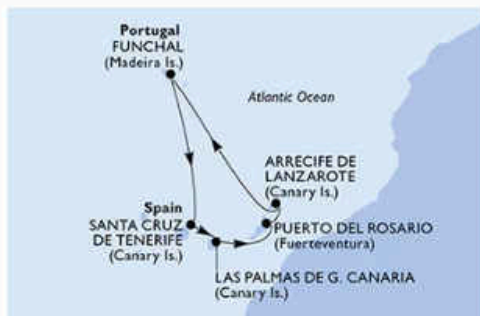 Portugal
FUNCHAL
(Madeira Is.)
Atlantic Ocean
ARRECIFE DE
LANZAROTE
(Canary Is.)
Spain
SANTA CRUZ
DE TENERIFE
(Canary Is.)
PUERTO DEL ROSARIO
(Fuerteventura)
LAS PALMAS DE G. CANARIA
(Canary Is.)